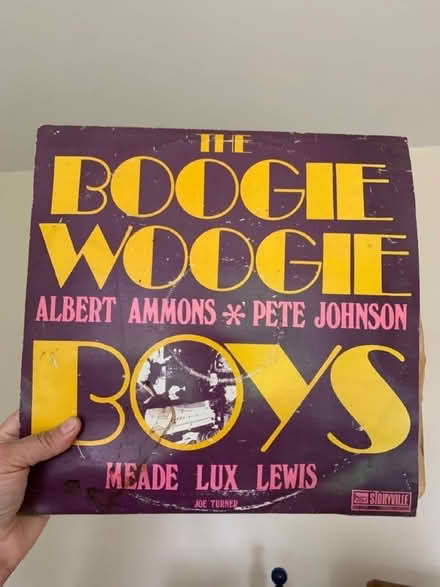 THE
BOOGIE
WOOGIE
ALBERT AMMONS * PETE JOHNSON
BOYS
MEADE LUX LEWIS
JOE TURNER
STORYVILLE